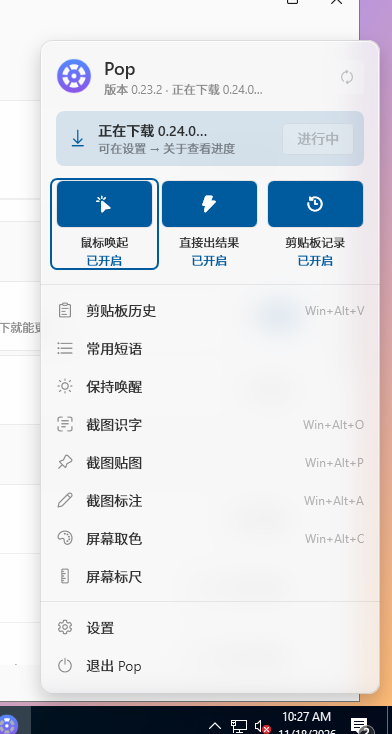 Pop
版本 0.23.2 · 正在下载 0.24.0...
正在下载 0.24.0...
可在设置 → 关于查看进度
进行中
鼠标唤起
已开启
直接出结果
已开启
剪贴板记录
已开启
下就能更
剪贴板历史 Win+Alt+V
常用短语
保持唤醒
截图识字 Win+Alt+O
截图贴图 Win+Alt+P
截图标注 Win+Alt+A
屏幕取色 Win+Alt+C
屏幕标尺
设置
退出 Pop
10:27 AM
11/18/2026
2